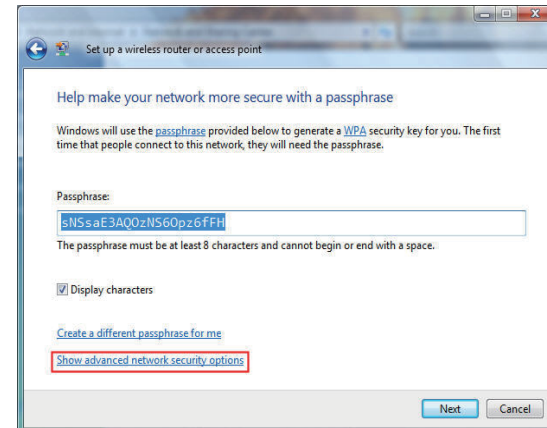 Set up a wireless router or access point
Help make your network more secure with a passphrase
Windows will use the passphrase provided below to generate a WPA security key for you. The first
time that people connect to this network, they will need the passphrase.
Passphrase:
sNSsaE3AQOzNS6Opz6fFH
The passphrase must be at least 8 characters and cannot begin or end with a space.
Display characters
Create a different passphrase for me
Show advanced network security options
Next Cancel